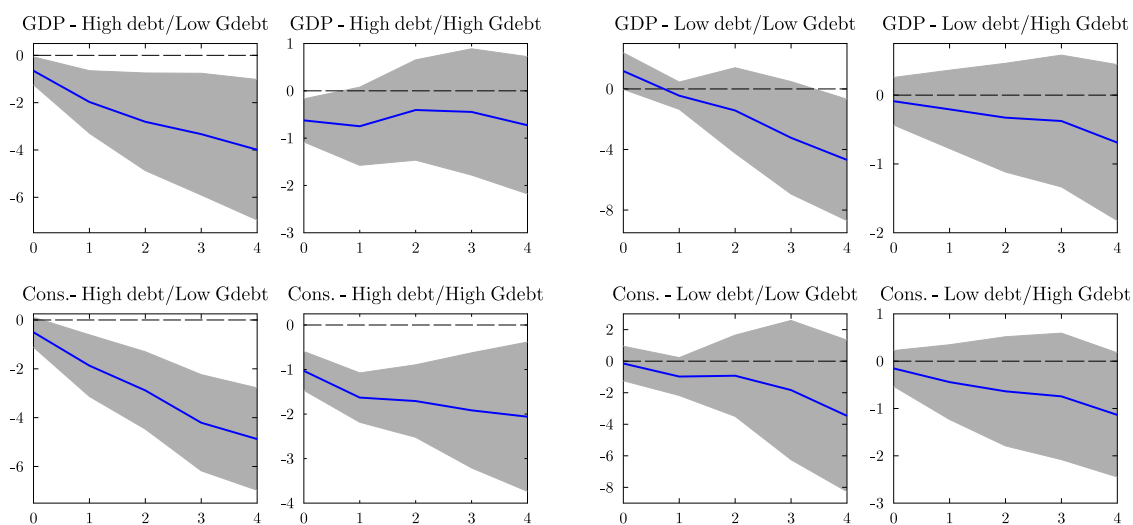 GDP - High debt/Low Gdebt
0
-2
-4
-6
0 1 2 3 4
GDP - High debt/High Gdebt
1
0
-1
-2
-3
0 1 2 3 4
GDP - Low debt/Low Gdebt
0
-4
-8
0 1 2 3 4
GDP - Low debt/High Gdebt
0
-1
-2
0 1 2 3 4
Cons.- High debt/Low Gdebt
0
-2
-4
-6
0 1 2 3 4
Cons. - High debt/High Gdebt
0
-1
-2
-3
-4
0 1 2 3 4
Cons. - Low debt/Low Gdebt
2
0
-2
-4
-6
-8
0 1 2 3 4
Cons. - Low debt/High Gdebt
1
0
-1
-2
-3
0 1 2 3 4